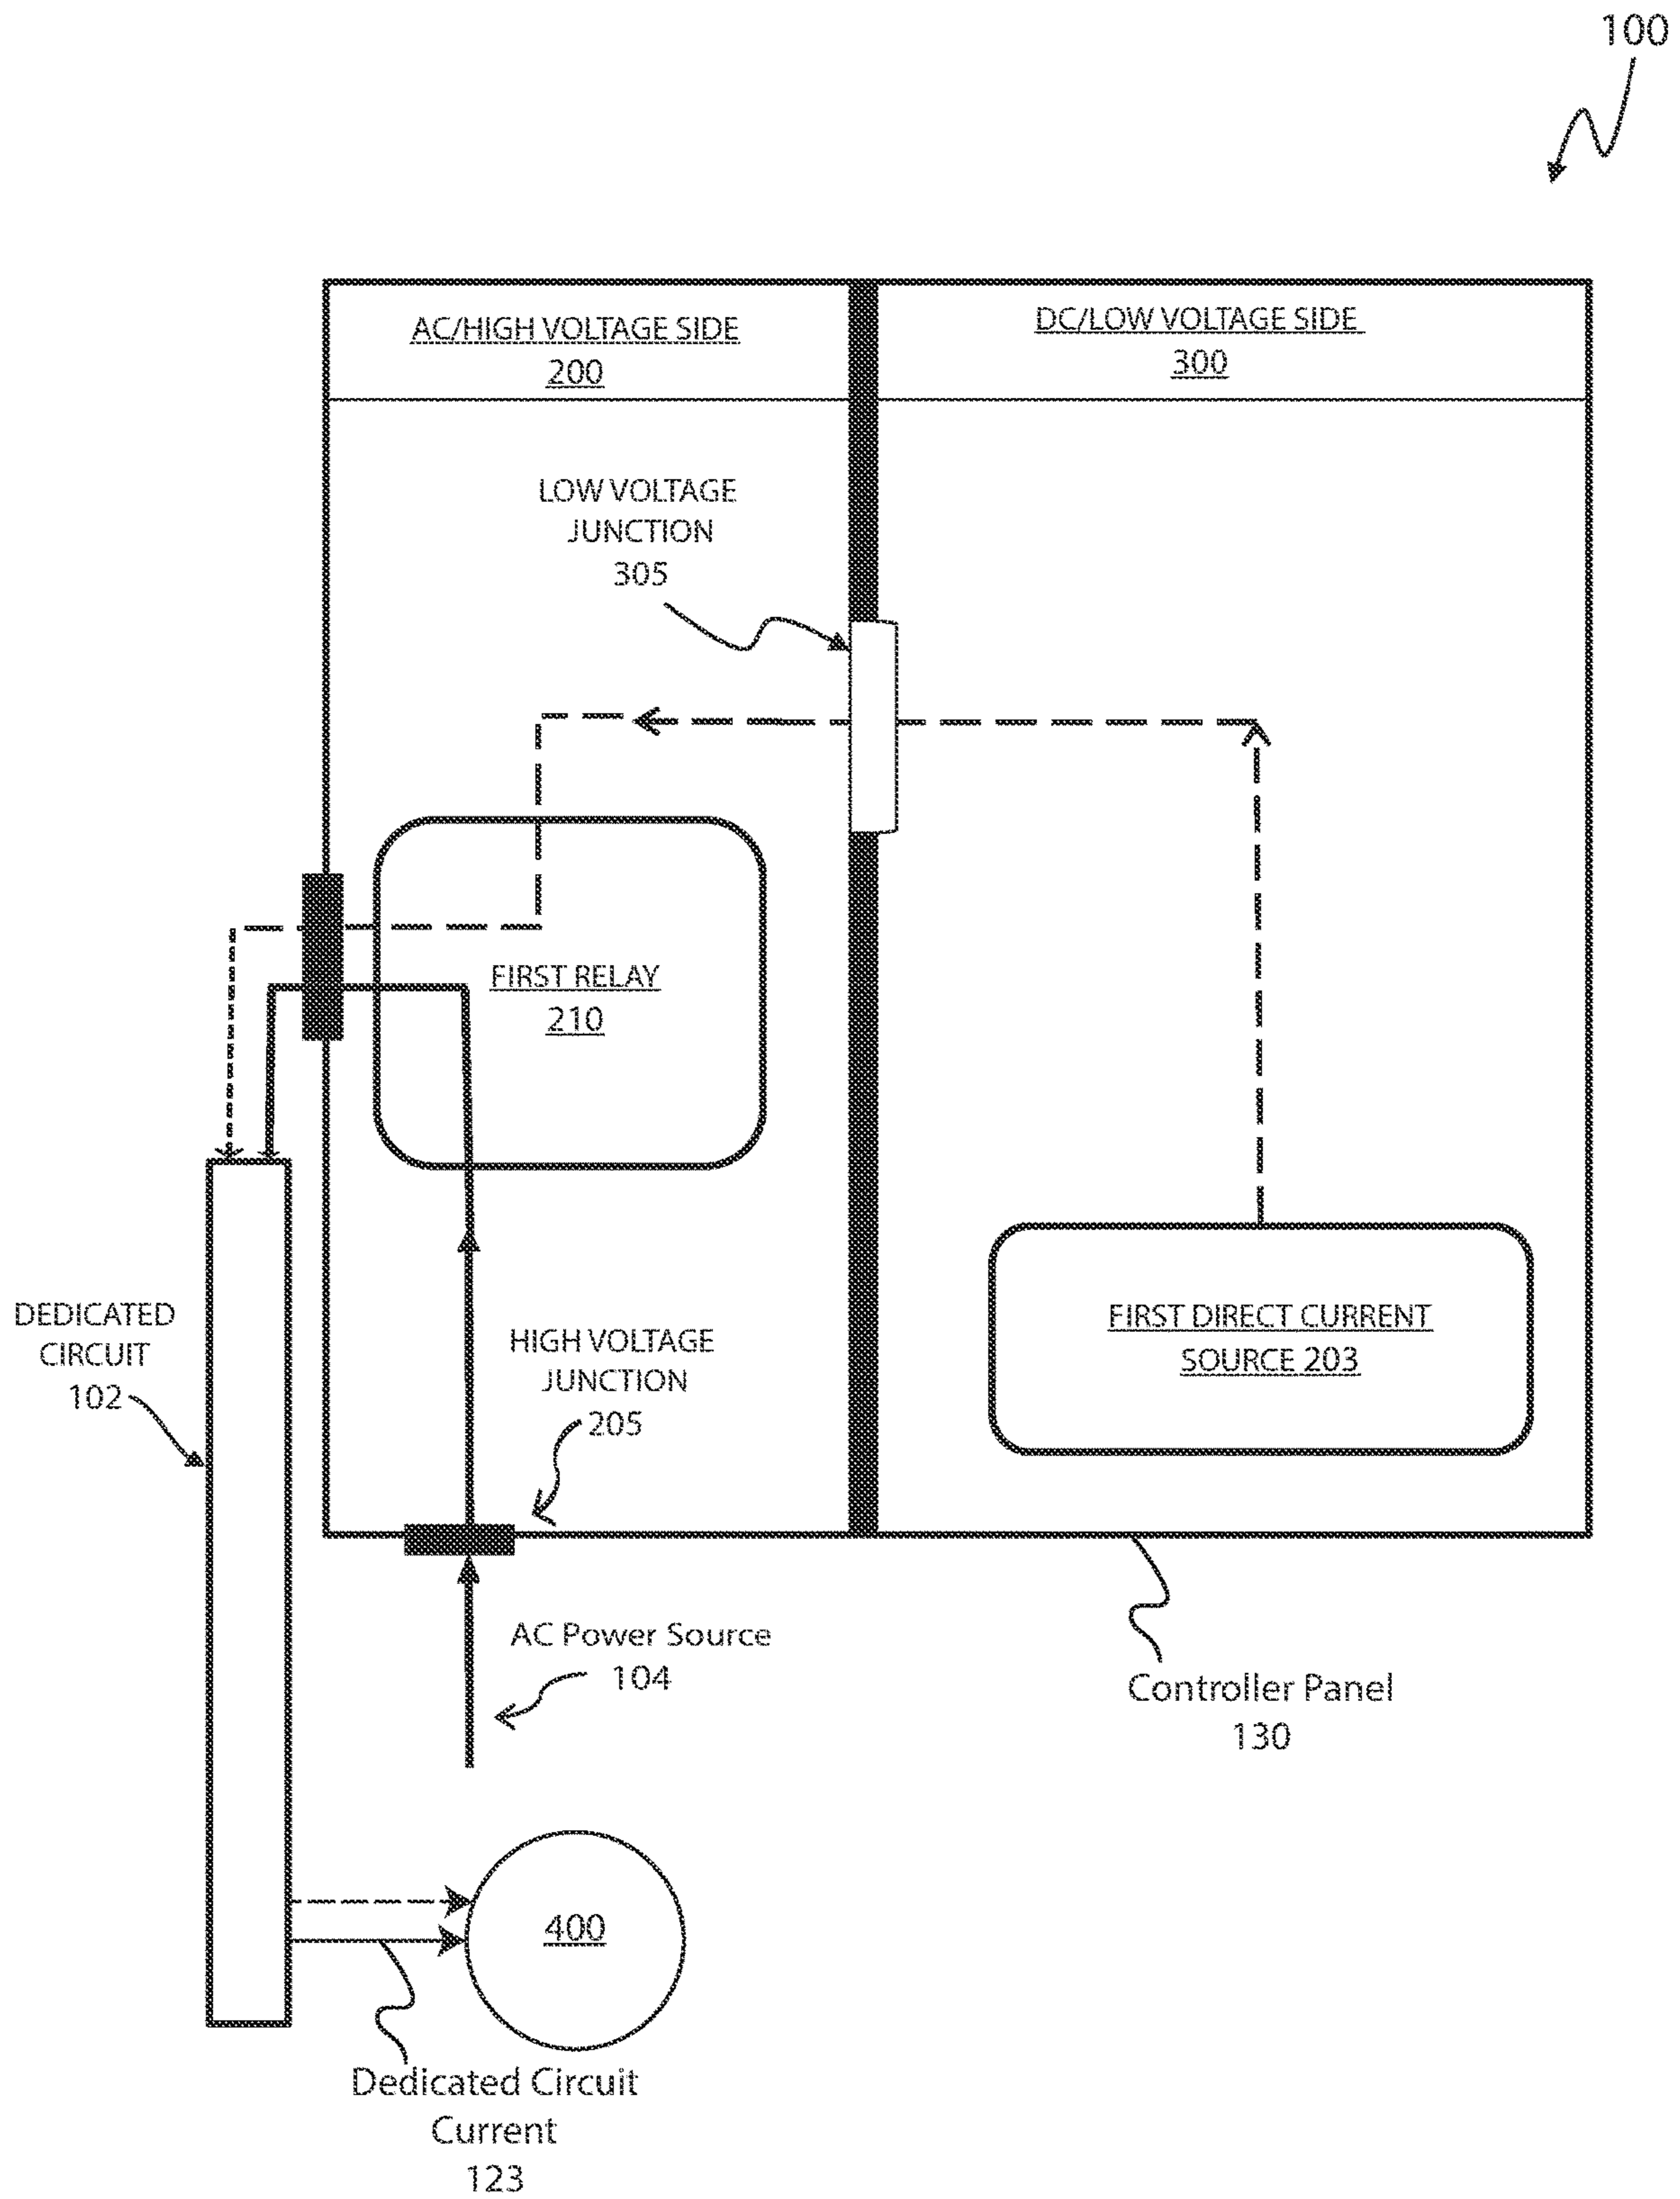 100
AC/HIGH VOLTAGE SIDE
200
DC/LOW VOLTAGE SIDE
300
LOW VOLTAGE
JUNCTION
305
FIRST RELAY
210
DEDICATED
CIRCUIT
102
HIGH VOLTAGE
JUNCTION
205
FIRST DIRECT CURRENT
SOURCE 203
AC Power Source
104
Controller Panel
130
400
Dedicated Circuit
Current
123